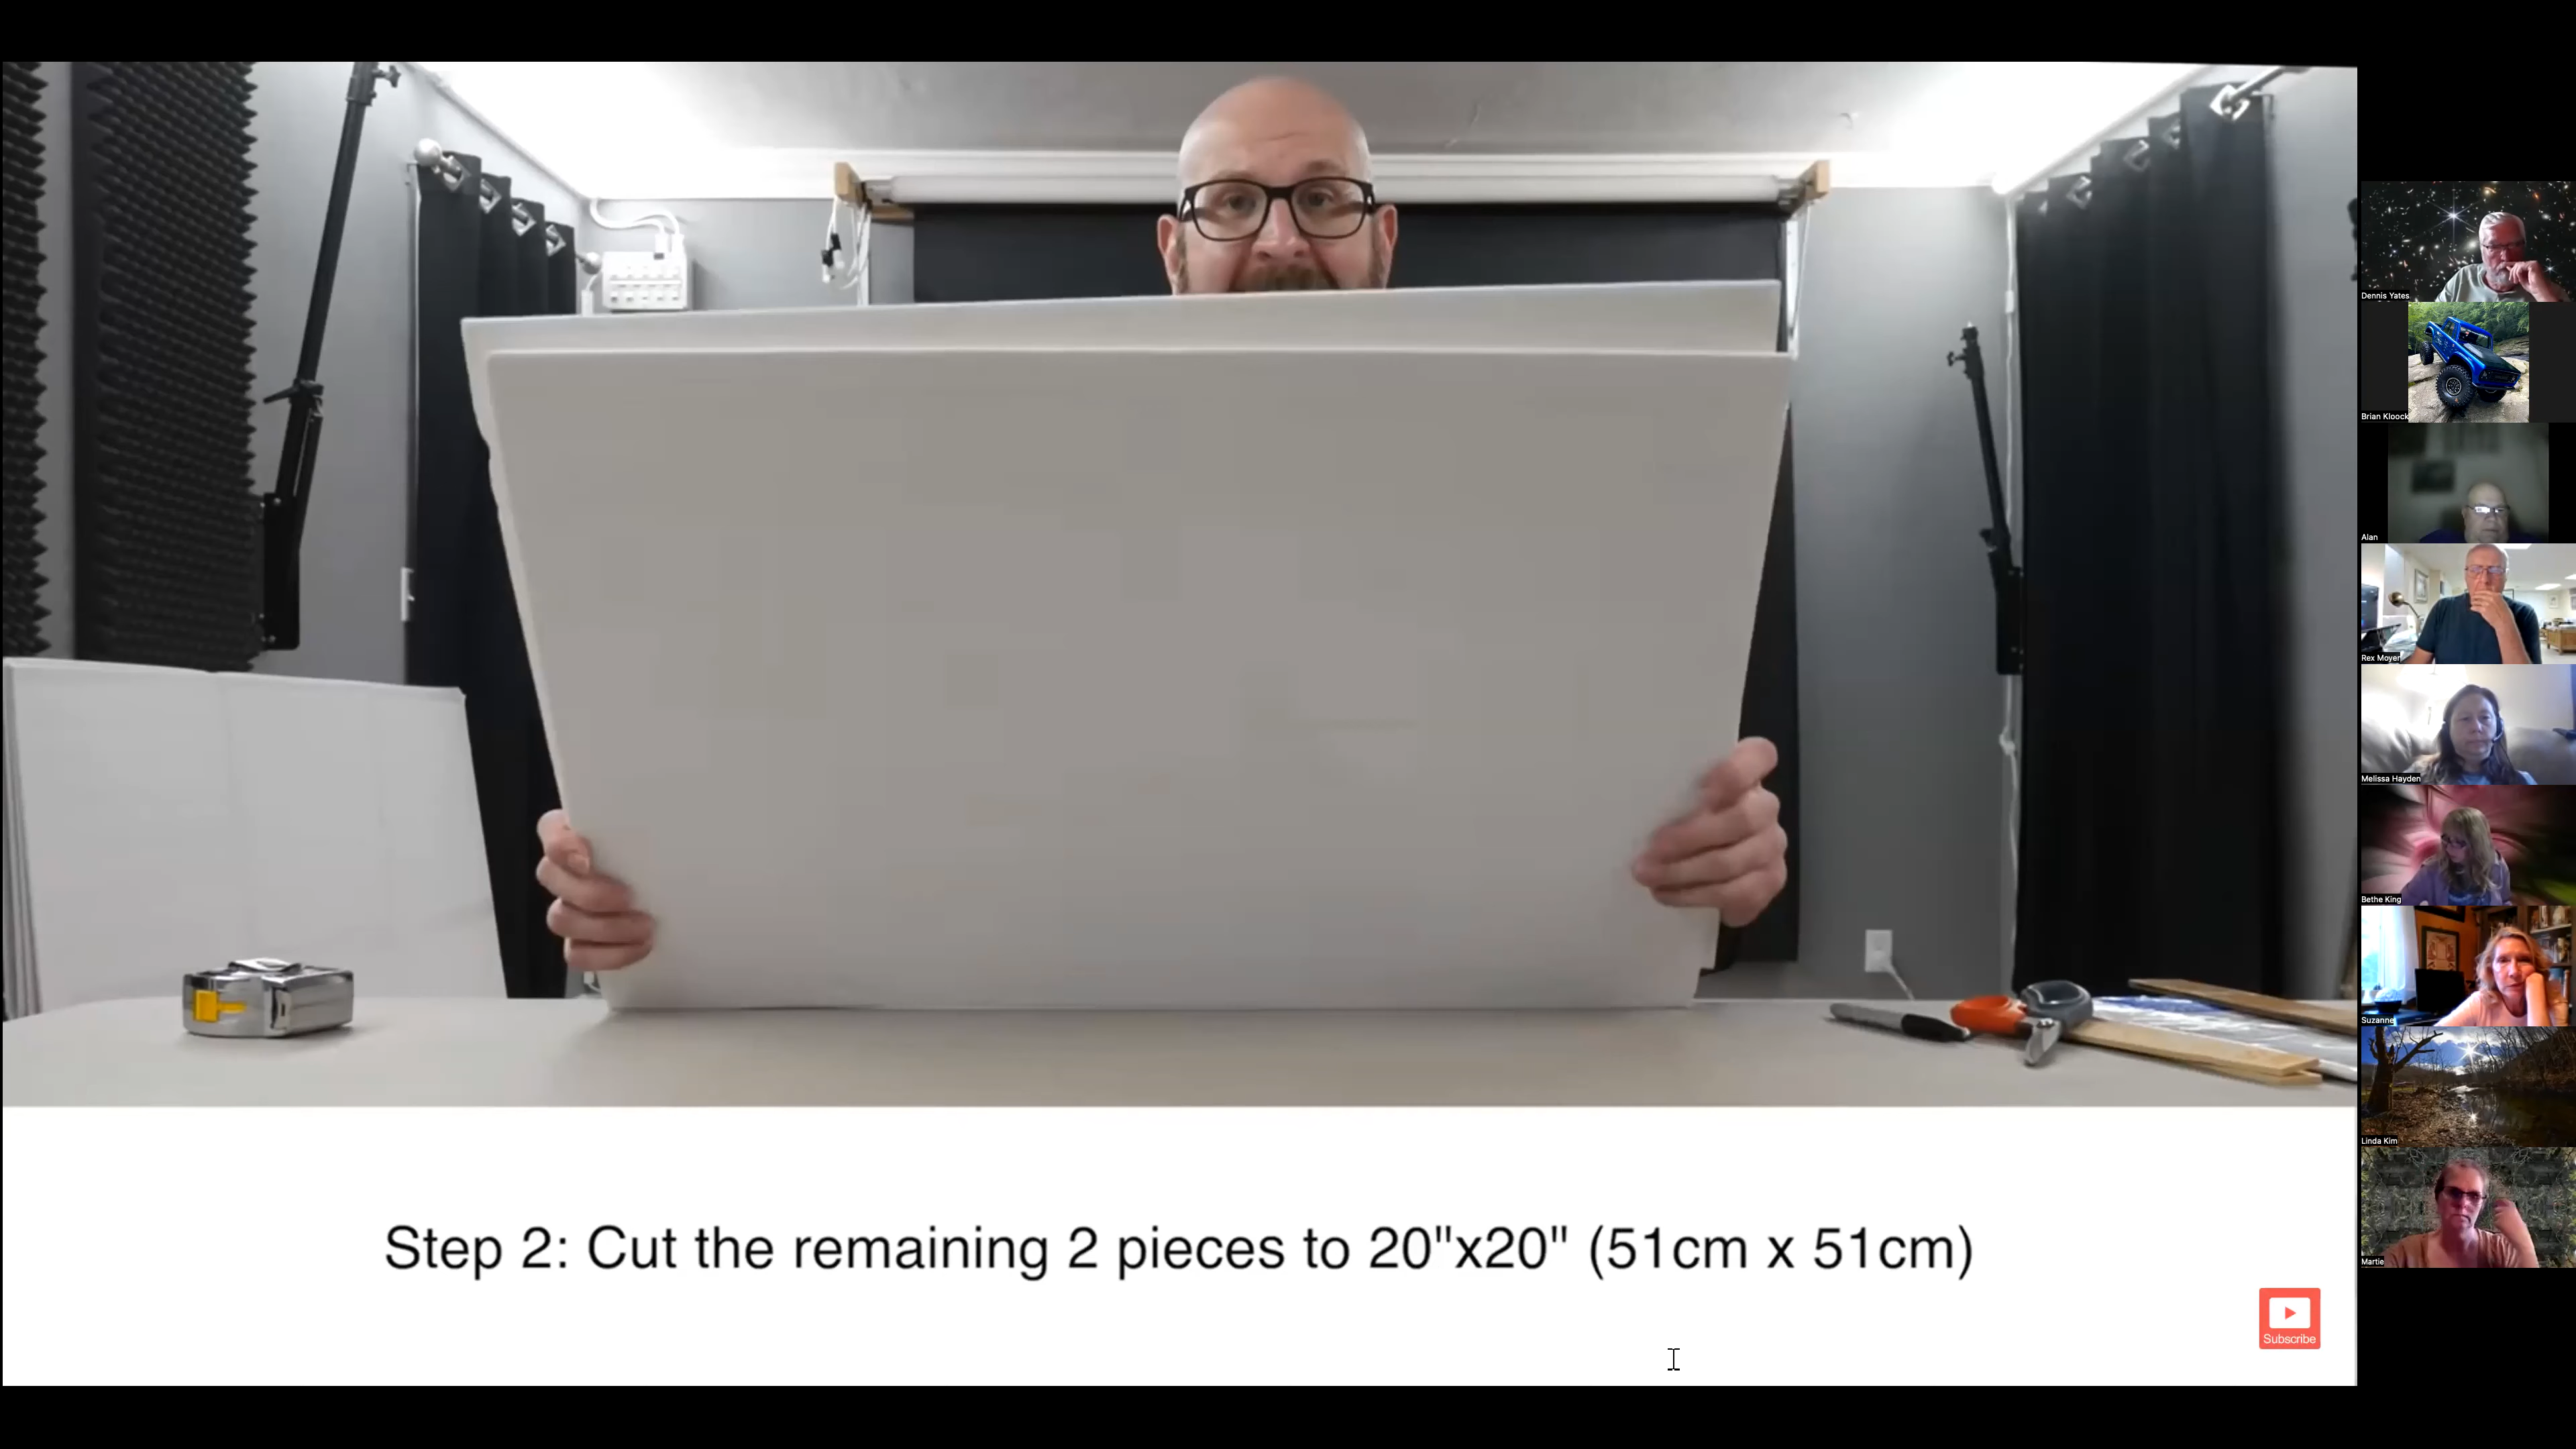 Dennis Yates
Brian Kloock
Alan
Rex Moyer
Melissa Hayden
Bethe King
Suzanne
Linda Kim
Martie
Step 2: Cut the remaining 2 pieces to 20"x20" (51cm x 51cm)
Subscribe